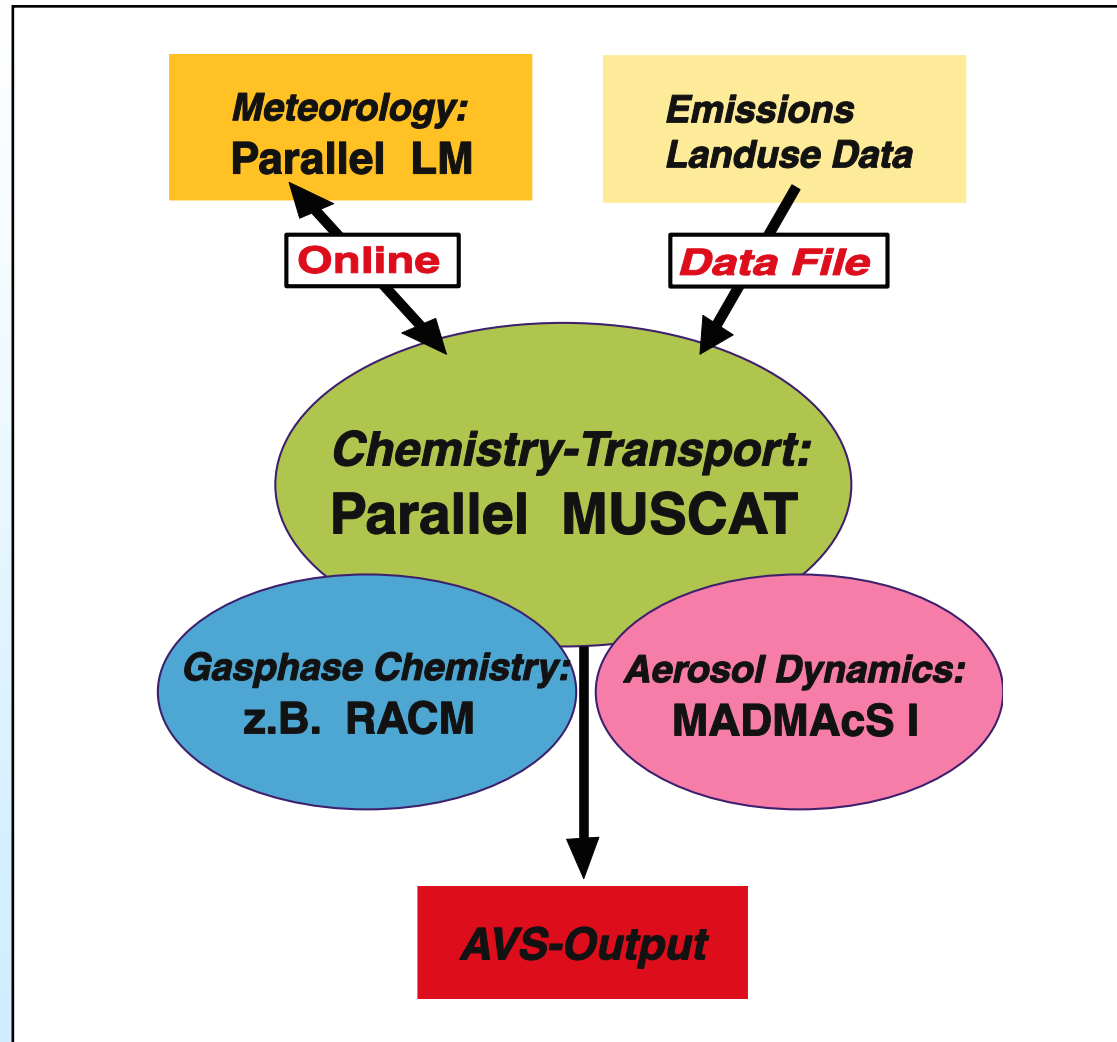 Meteorology:
Parallel LM
Emissions
Landuse Data
Online
Data File
Chemistry-Transport:
Parallel MUSCAT
Gasphase Chemistry:
z.B. RACM
Aerosol Dynamics:
MADMAcS I
AVS-Output